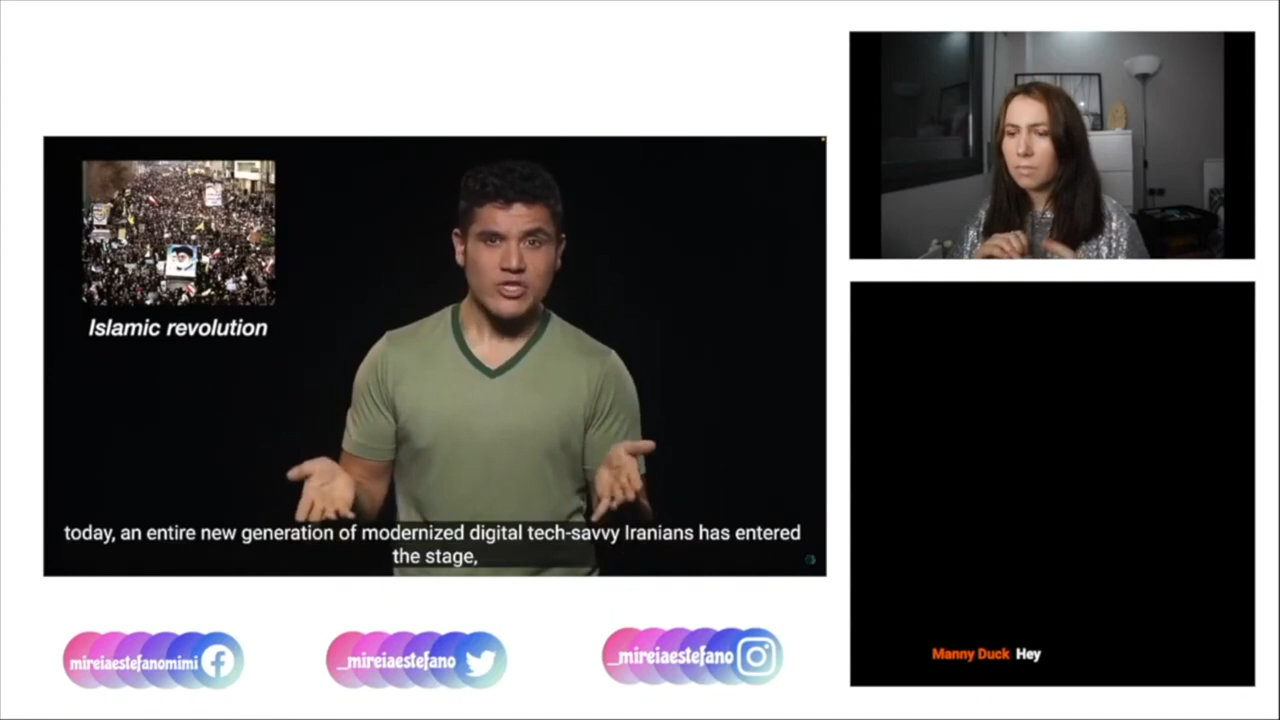 Islamic revolution
today, an entire new generation of modernized digital tech-savvy Iranians has entered
the stage,
Manny Duck Hey
mireiaestefanomimi
_mireiaestefano
_mireiaestefano